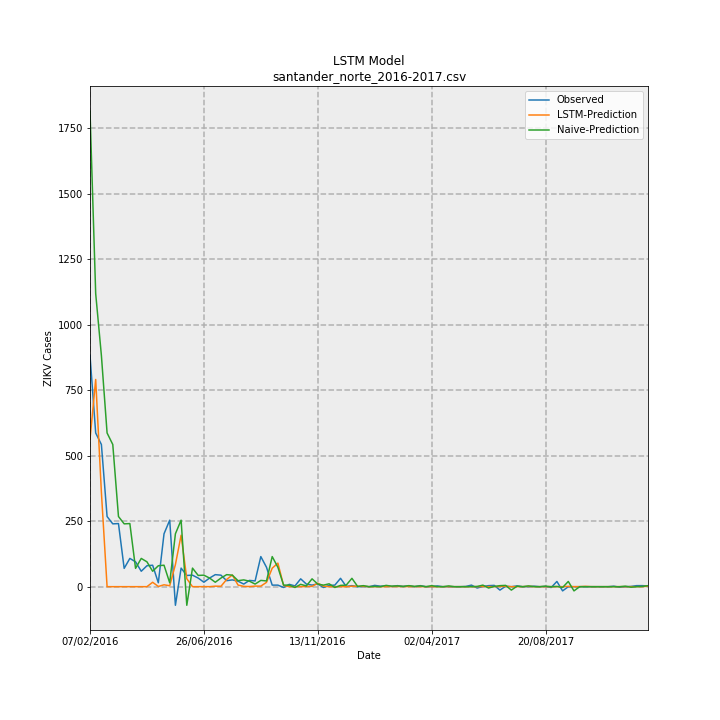 LSTM Model
santander_norte_2016-2017.csv
Observed
LSTM-Prediction
Naive-Prediction
1750
1500
1250
1000
750
500
250
0
ZIKV Cases
07/02/2016
26/06/2016
13/11/2016
02/04/2017
20/08/2017
Date